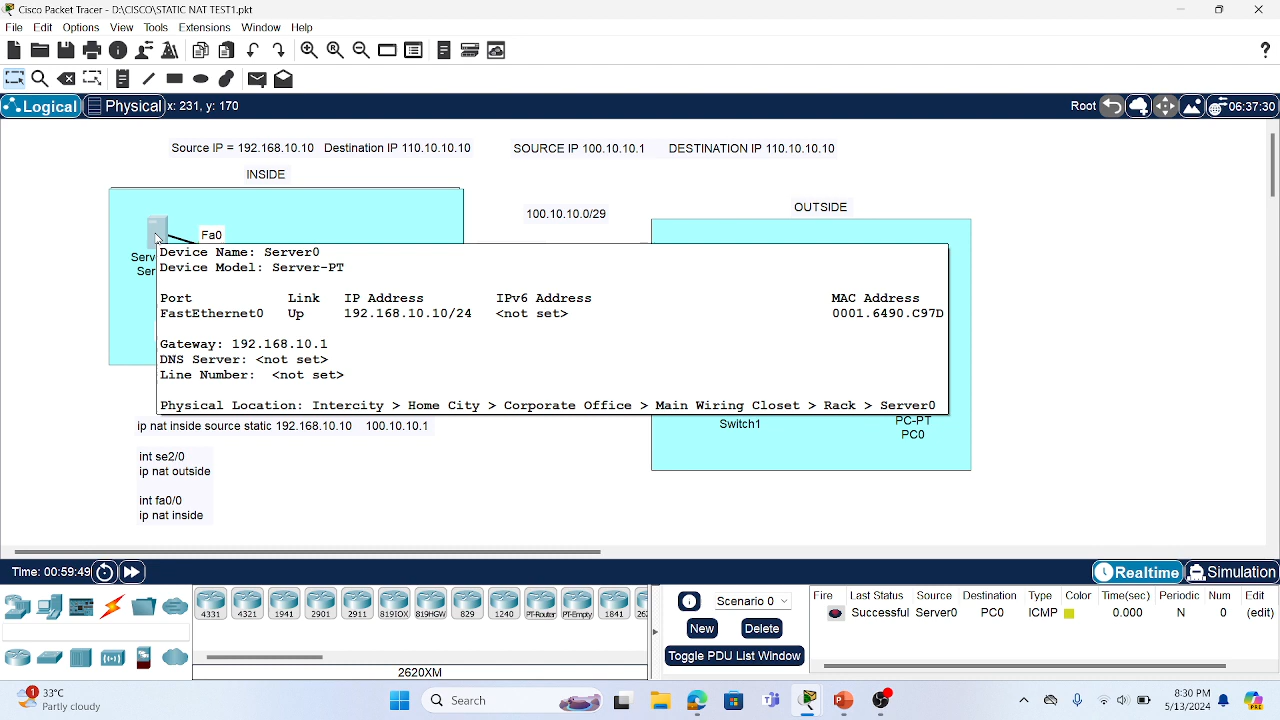 Cisco Packet Tracer - D:\CISCO\STATIC NAT TEST1.pkt
File Edit Options View Tools Extensions Window Help
Logical Physical x: 231, y: 170 Root 06:37:30
Source IP = 192.168.10.10 Destination IP 110.10.10.10 SOURCE IP 100.10.10.1 DESTINATION IP 110.10.10.10
INSIDE
100.10.10.0/29
OUTSIDE
Fa0
Serv
Ser
Device Name: Server0
Device Model: Server-PT
Port Link IP Address IPv6 Address MAC Address
FastEthernet0 Up 192.168.10.10/24 <not set> 0001.6490.C97D
Gateway: 192.168.10.1
DNS Server: <not set>
Line Number: <not set>
Physical Location: Intercity > Home City > Corporate Office > Main Wiring Closet > Rack > Server0
Switch1
PC-PT
PC0
ip nat inside source static 192.168.10.10 100.10.10.1
int se2/0
ip nat outside
int fa0/0
ip nat inside
Time: 00:59:49 Realtime Simulation
4331 4321 1941 2901 2911 819IOX 819HGW 829 1240 PT-Router PT-Empty 1841 262
2620XM
Scenario 0
New Delete
Toggle PDU List Window
Fire Last Status Source Destination Type Color Time(sec) Periodic Num Edit
Successful Server0 PC0 ICMP 0.000 N 0 (edit)
1 33°C
Partly cloudy
Search
8:30 PM
5/13/2024